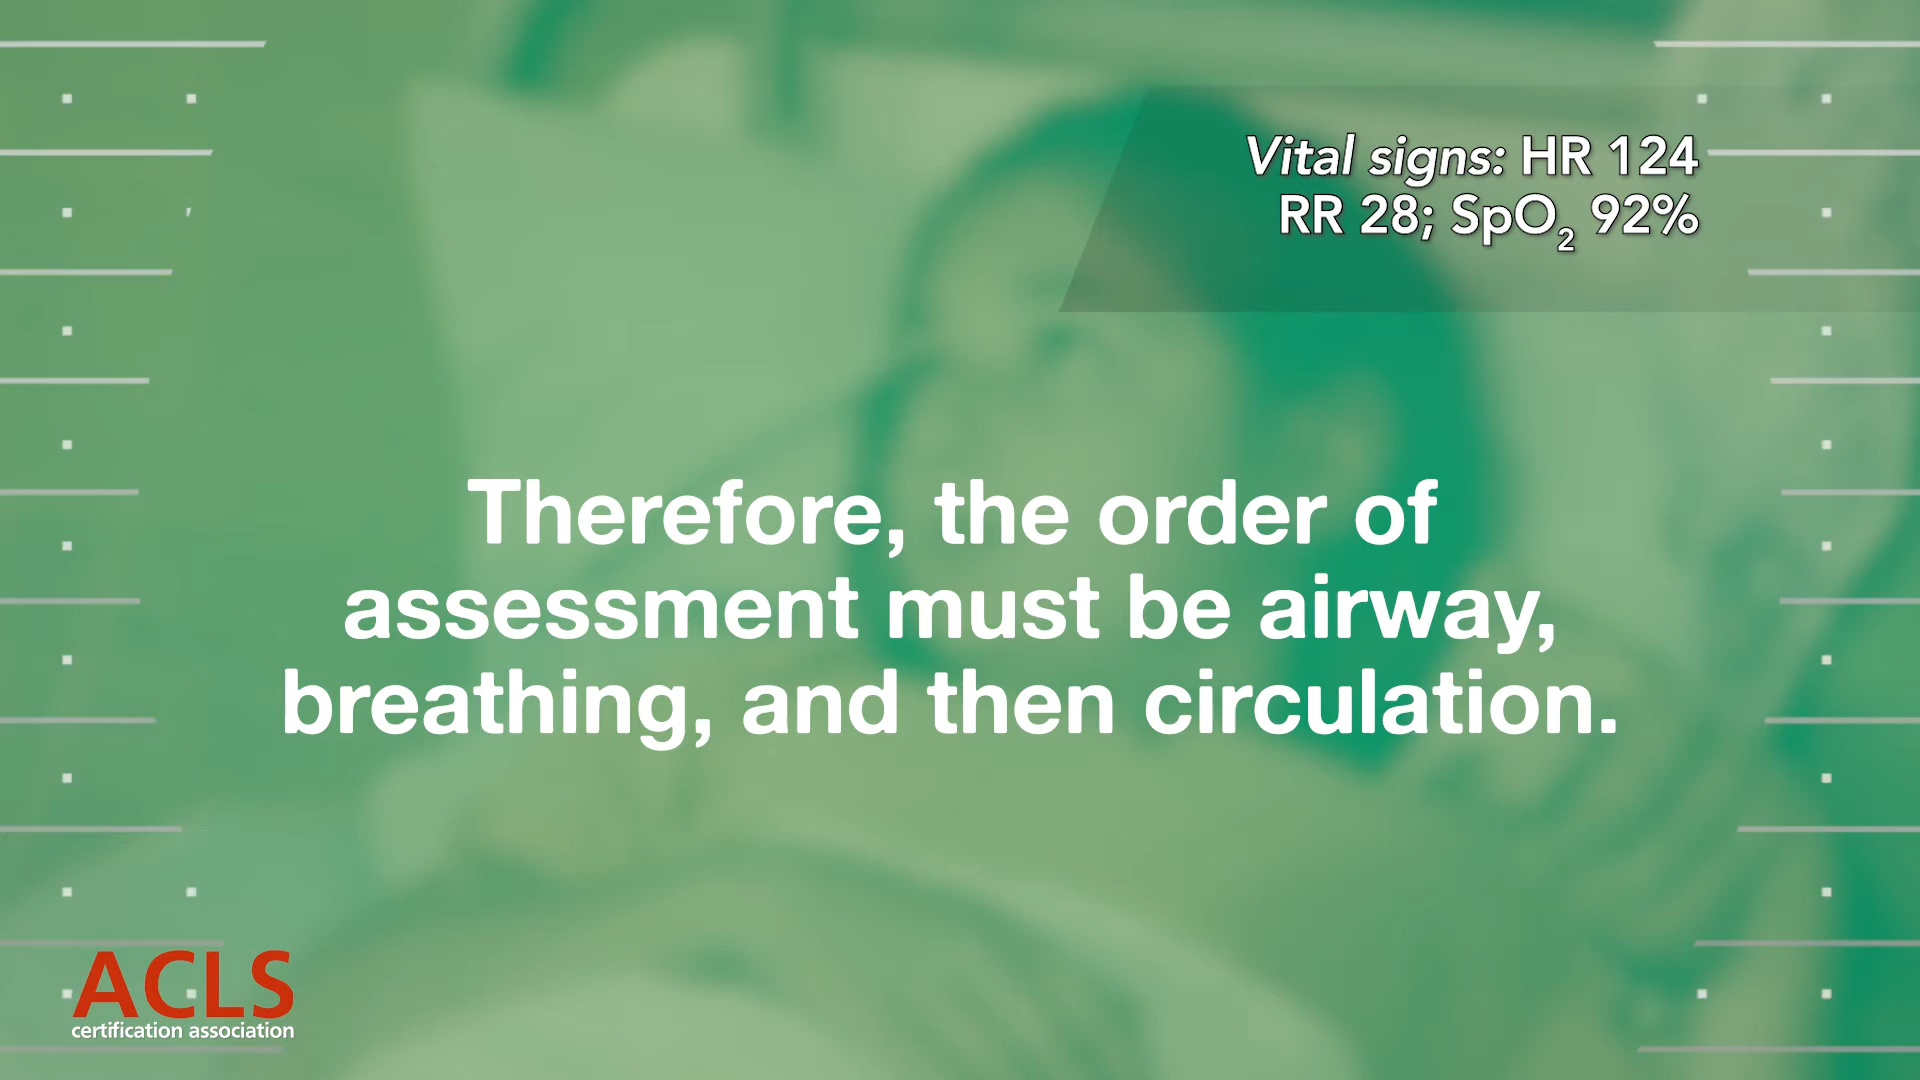 Vital signs: HR 124
RR 28; SpO₂ 92%
Therefore, the order of
assessment must be airway,
breathing, and then circulation.
ACLS
certification association